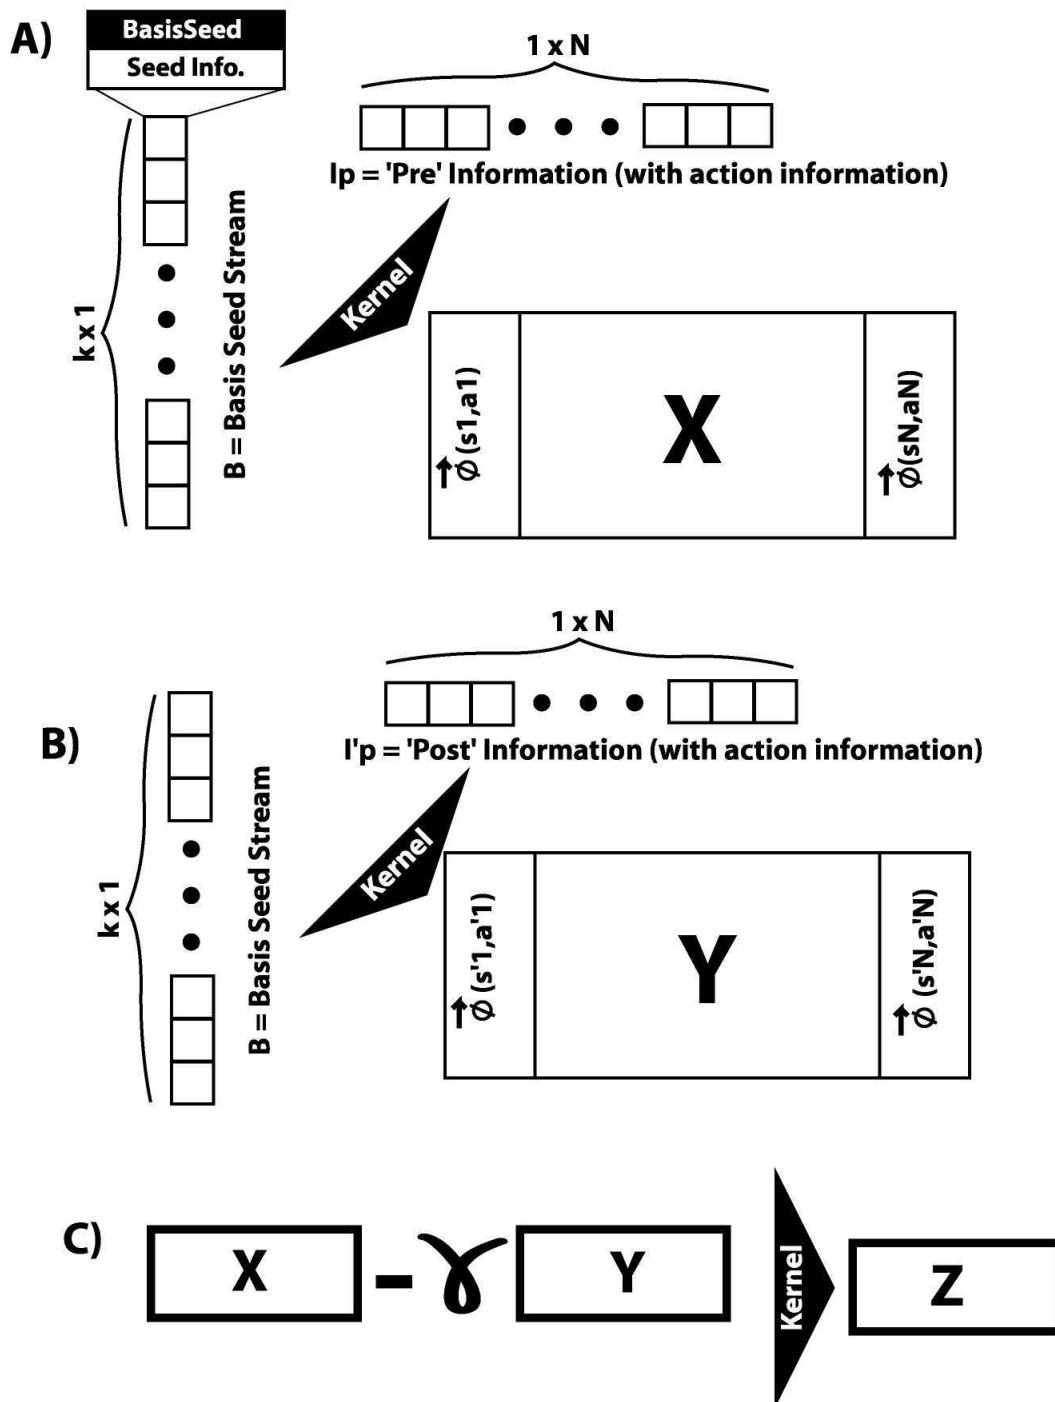 A)
BasisSeed
Seed Info.
1 x N
Ip = 'Pre' Information (with action information)
k x 1
B = Basis Seed Stream
Kernel
∅(s1,a1)
X
∅(sN,aN)
B)
1 x N
I'p = 'Post' Information (with action information)
k x 1
B = Basis Seed Stream
Kernel
∅ (s'1,a'1)
Y
∅ (s'N,a'N)
C)
X - γ Y
Kernel
Z